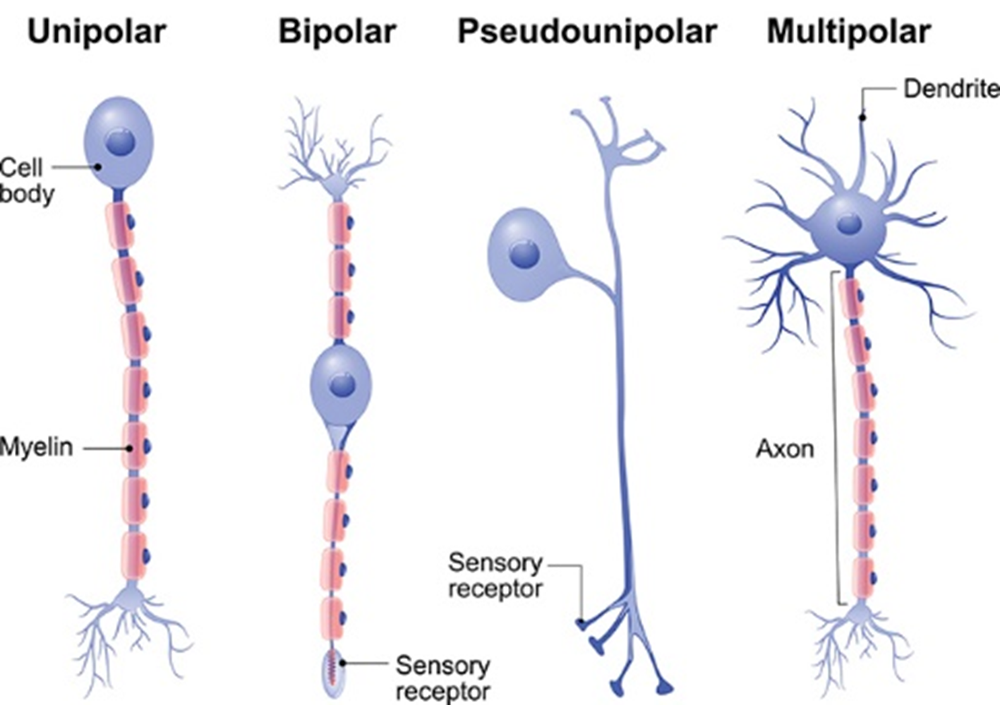 Unipolar
Bipolar
Pseudounipolar
Multipolar
Dendrite
Cell
body
Myelin
Axon
Sensory
receptor
Sensory
receptor